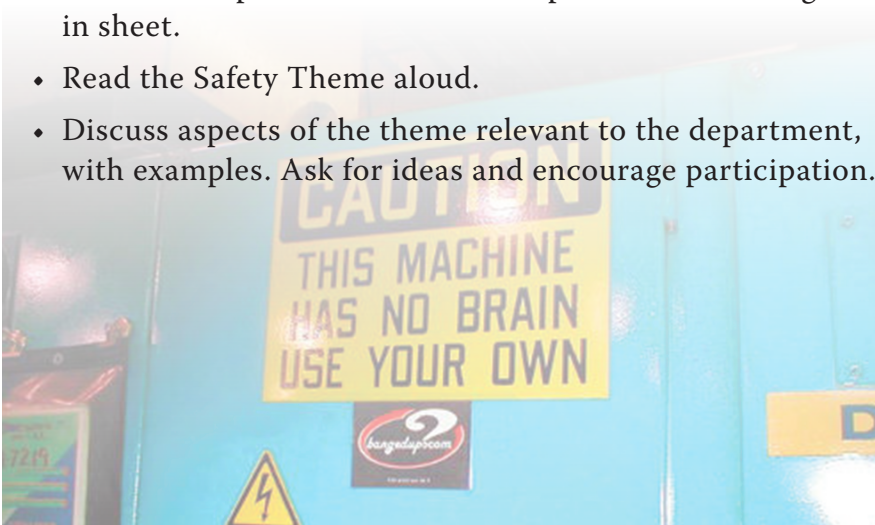 in sheet.
• Read the Safety Theme aloud.
• Discuss aspects of the theme relevant to the department,
with examples. Ask for ideas and encourage participation.
CAUTION
THIS MACHINE
HAS NO BRAIN
USE YOUR OWN
bangedup.com
7219
D